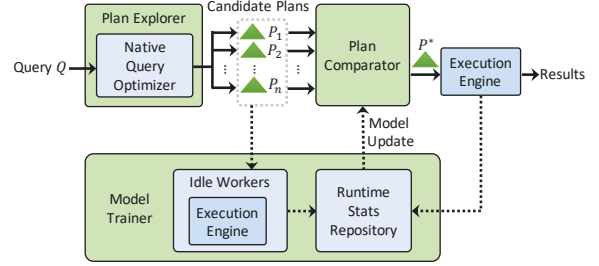 Candidate Plans
Plan Explorer
Native
Query
Optimizer
Query Q
P1
P2
...
...
Pn
Plan
Comparator
P*
Execution
Engine
Results
Model
Update
Model
Trainer
Idle Workers
Execution
Engine
Runtime
Stats
Repository